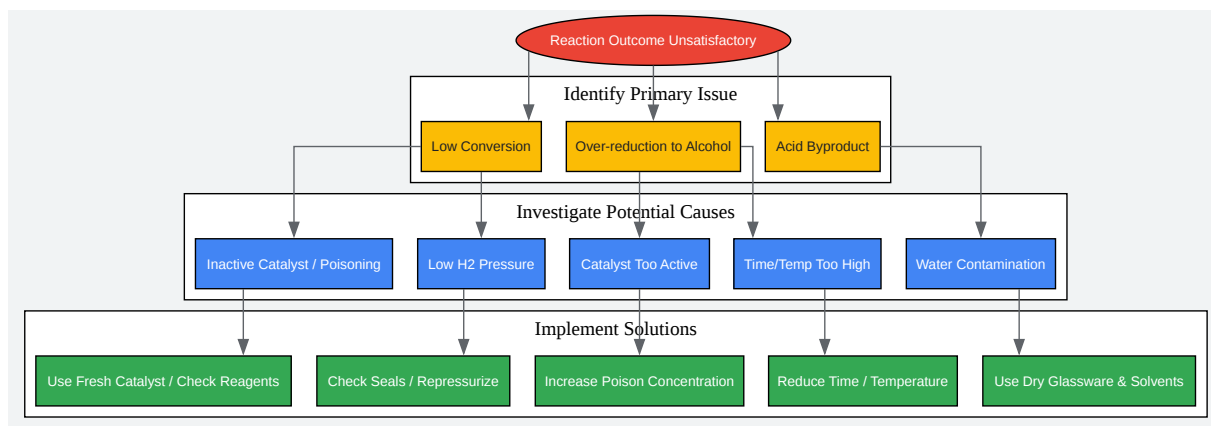 Reaction Outcome Unsatisfactory
Identify Primary Issue
Low Conversion
Over-reduction to Alcohol
Acid Byproduct
Investigate Potential Causes
Inactive Catalyst / Poisoning
Low H2 Pressure
Catalyst Too Active
Time/Temp Too High
Water Contamination
Implement Solutions
Use Fresh Catalyst / Check Reagents
Check Seals / Repressurize
Increase Poison Concentration
Reduce Time / Temperature
Use Dry Glassware & Solvents